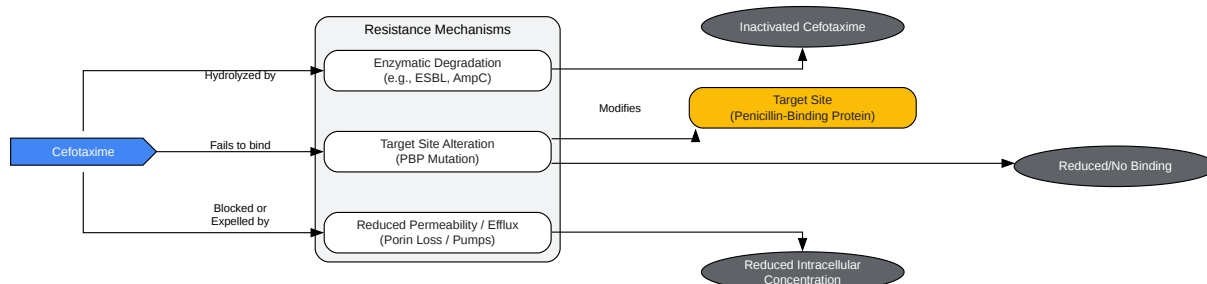 Resistance Mechanisms
Inactivated Cefotaxime
Enzymatic Degradation
(e.g., ESBL, AmpC)
Hydrolyzed by
Modifies
Target Site
(Penicillin-Binding Protein)
Cefotaxime
Fails to bind
Target Site Alteration
(PBP Mutation)
Reduced/No Binding
Blocked or
Expelled by
Reduced Permeability / Efflux
(Porin Loss / Pumps)
Reduced Intracellular
Concentration